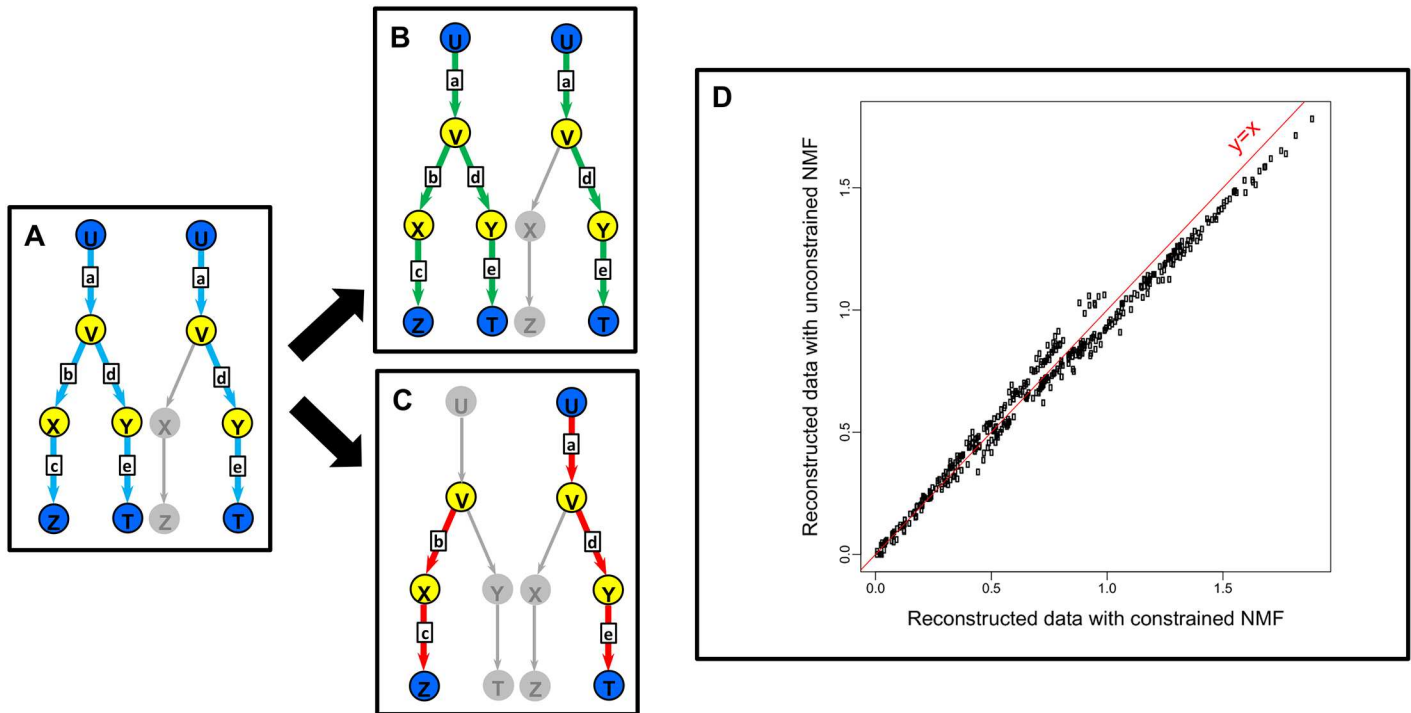 A
U U
a a
V V
b d d
X Y X Y
c e e
Z T Z T
B
U U
a a
V V
b d d
X Y X Y
c e e
Z T Z T
C
U U
a
V V
b d
X Y X Y
c e
Z T Z T
D
y=x
Reconstructed data with unconstrained NMF
1.5
1.0
0.5
0.0
0.0 0.5 1.0 1.5
Reconstructed data with constrained NMF